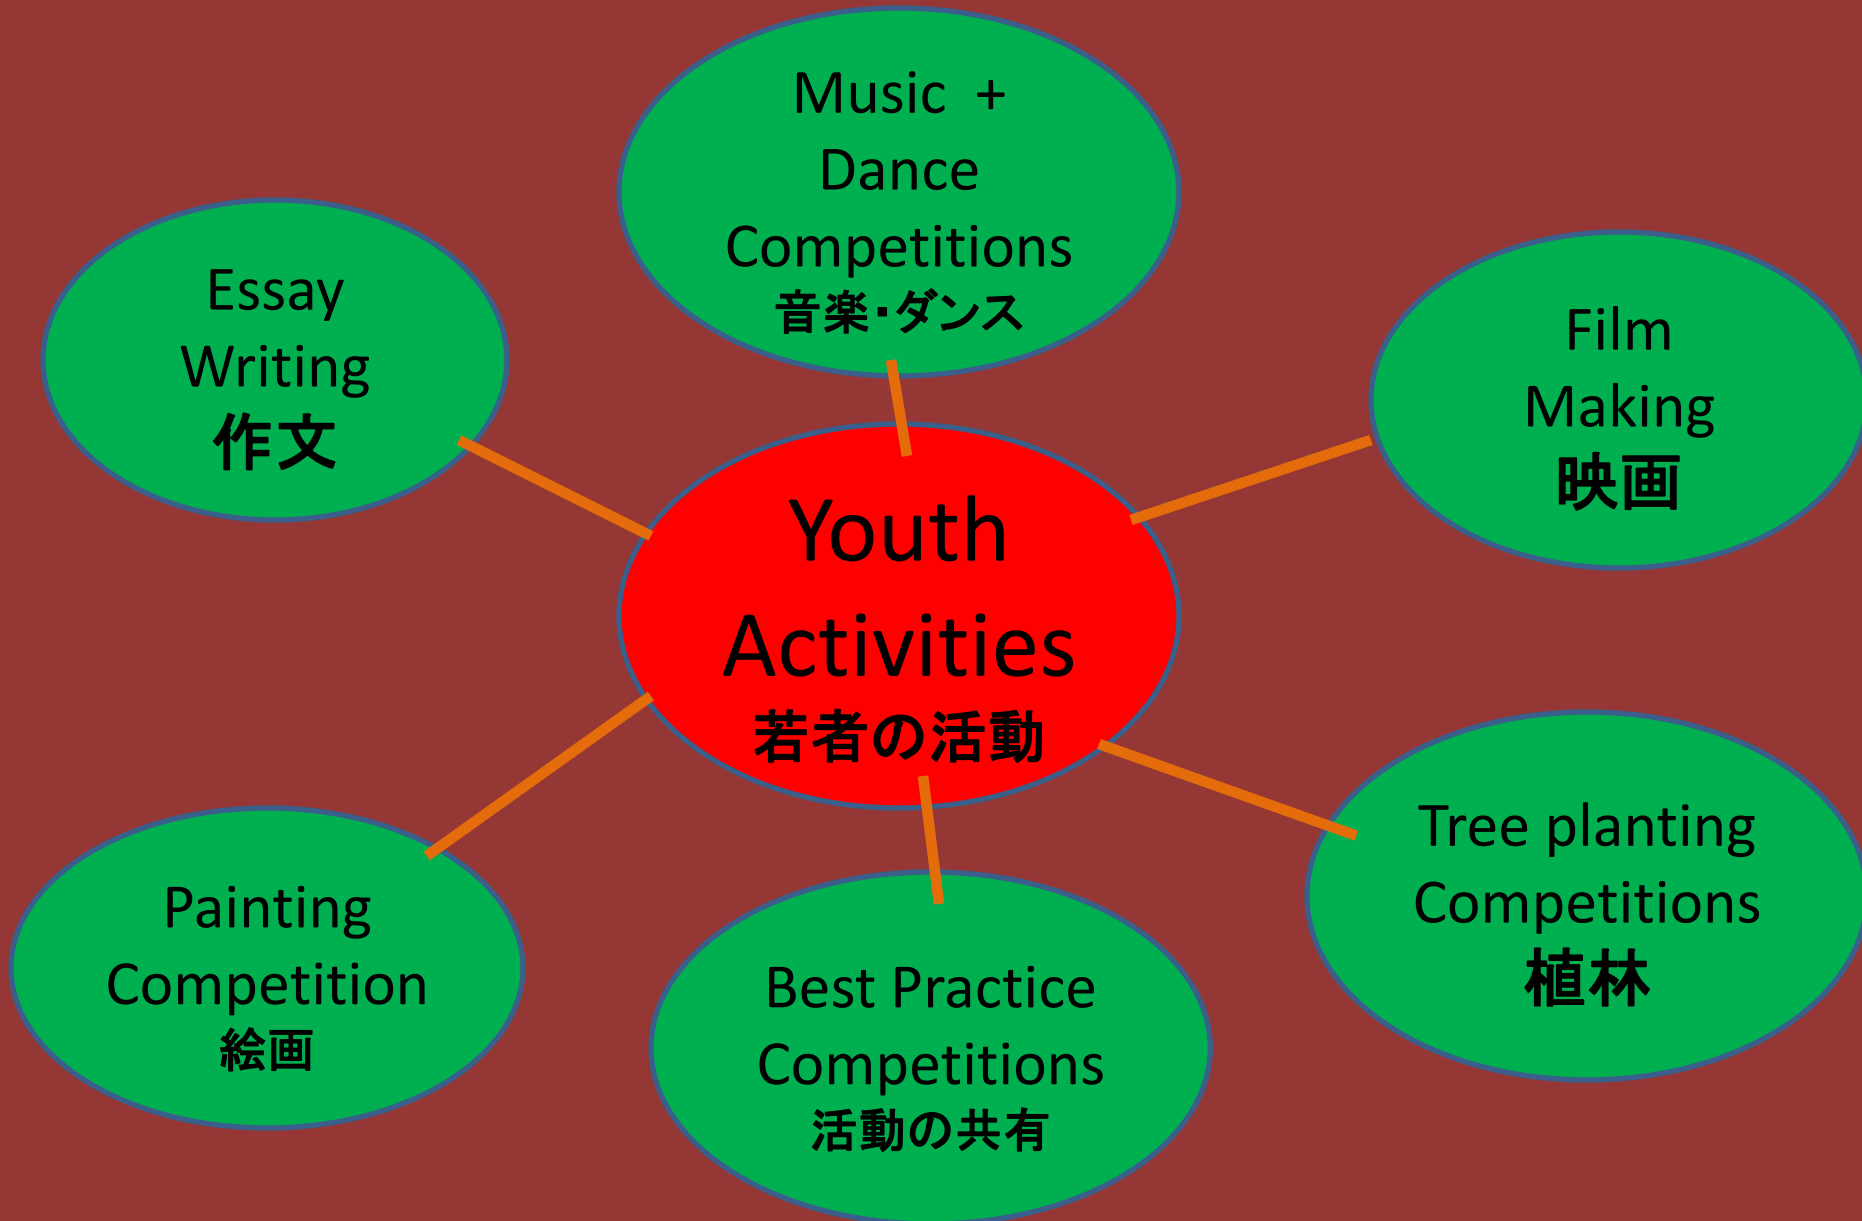 Music +
Dance
Competitions
音楽・ダンス
Essay
Writing
作文
Film
Making
映画
Youth
Activities
若者の活動
Tree planting
Competitions
植林
Painting
Competition
絵画
Best Practice
Competitions
活動の共有